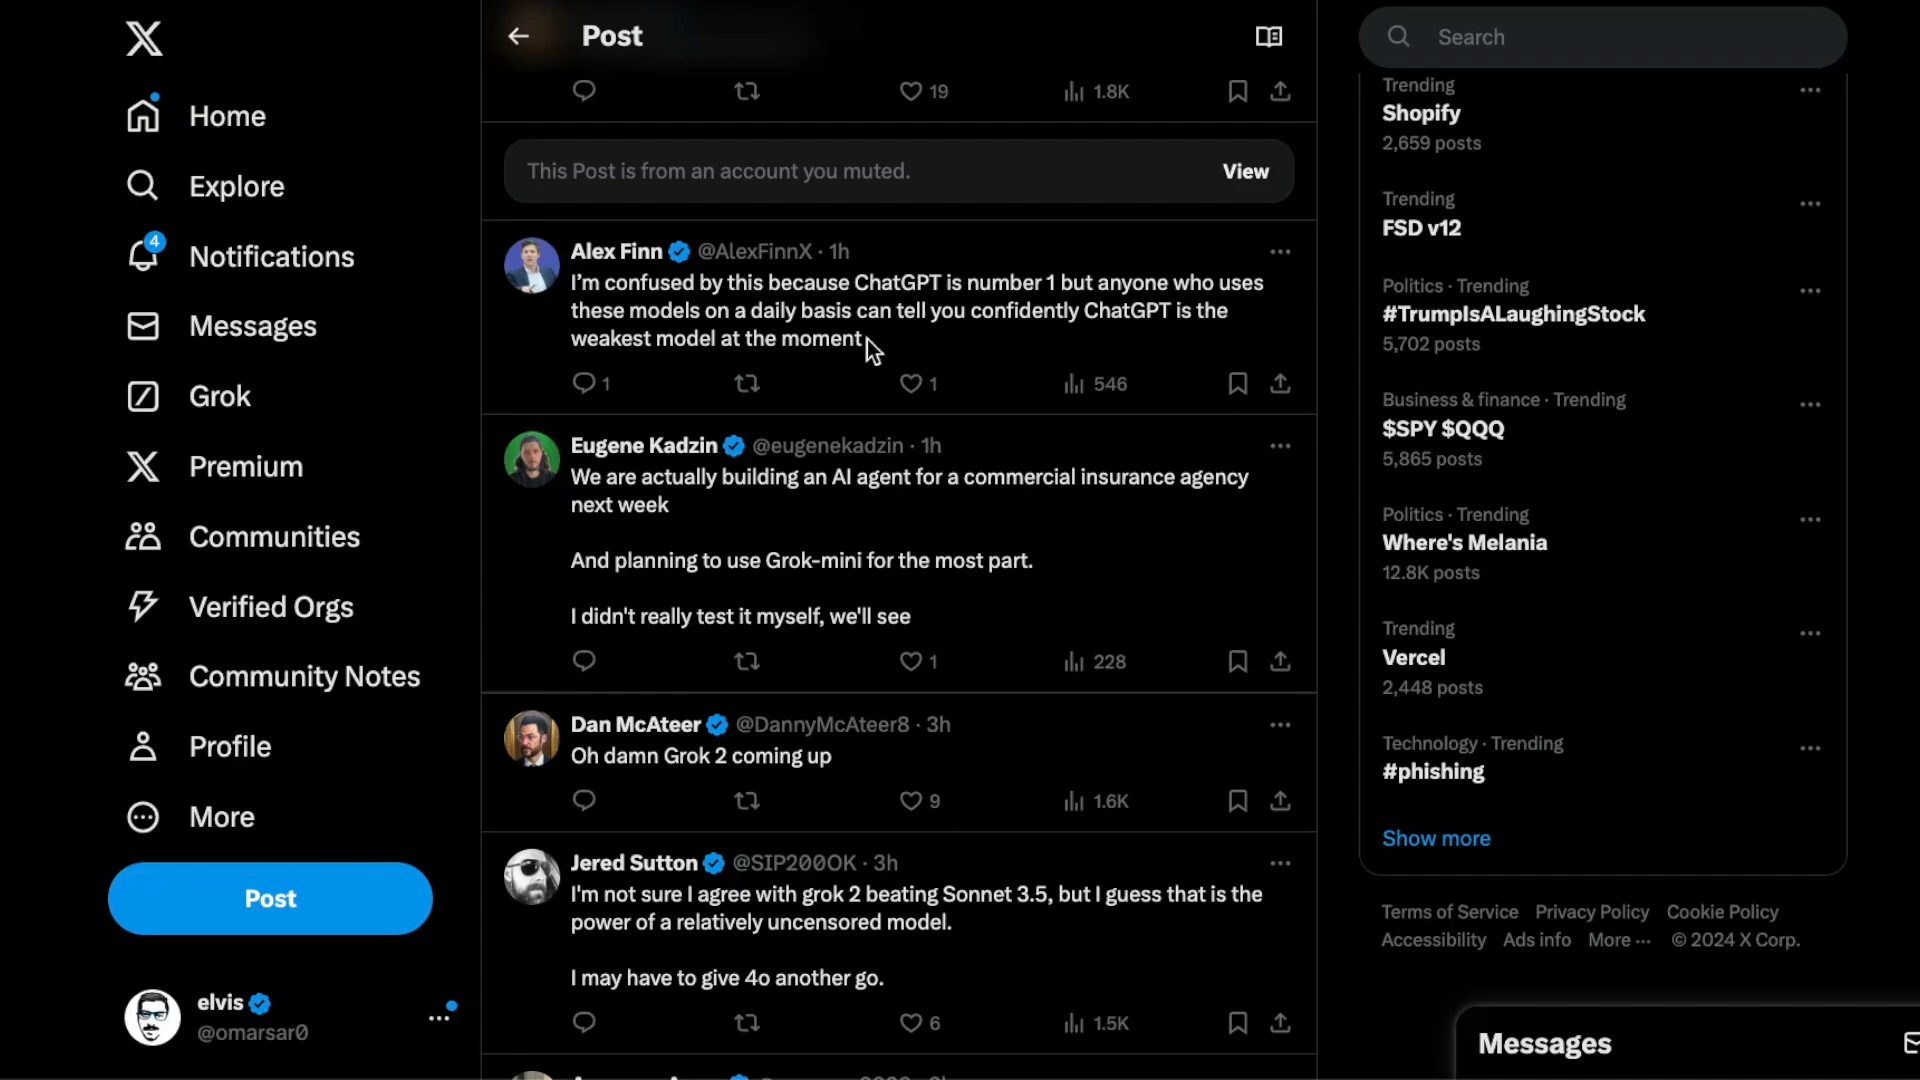 Home
Explore
4
Notifications
Messages
Grok
Premium
Communities
Verified Orgs
Community Notes
Profile
More
Post
elvis
@omarsar0
Post
19
1.8K
This Post is from an account you muted.
View
Alex Finn @AlexFinnX · 1h
I'm confused by this because ChatGPT is number 1 but anyone who uses
these models on a daily basis can tell you confidently ChatGPT is the
weakest model at the moment
1
1
546
Eugene Kadzin @eugenekadzin · 1h
We are actually building an AI agent for a commercial insurance agency
next week
And planning to use Grok-mini for the most part.
I didn't really test it myself, we'll see
1
228
Dan McAteer @DannyMcAteer8 · 3h
Oh damn Grok 2 coming up
9
1.6K
Jered Sutton @SIP200OK · 3h
I'm not sure I agree with grok 2 beating Sonnet 3.5, but I guess that is the
power of a relatively uncensored model.
I may have to give 4o another go.
6
1.5K
Search
Trending
Shopify
2,659 posts
Trending
FSD v12
Politics · Trending
#TrumpIsALaughingStock
5,702 posts
Business & finance · Trending
$SPY $QQQ
5,865 posts
Politics · Trending
Where's Melania
12.8K posts
Trending
Vercel
2,448 posts
Technology · Trending
#phishing
Show more
Terms of Service Privacy Policy Cookie Policy
Accessibility Ads info More ··· © 2024 X Corp.
Messages